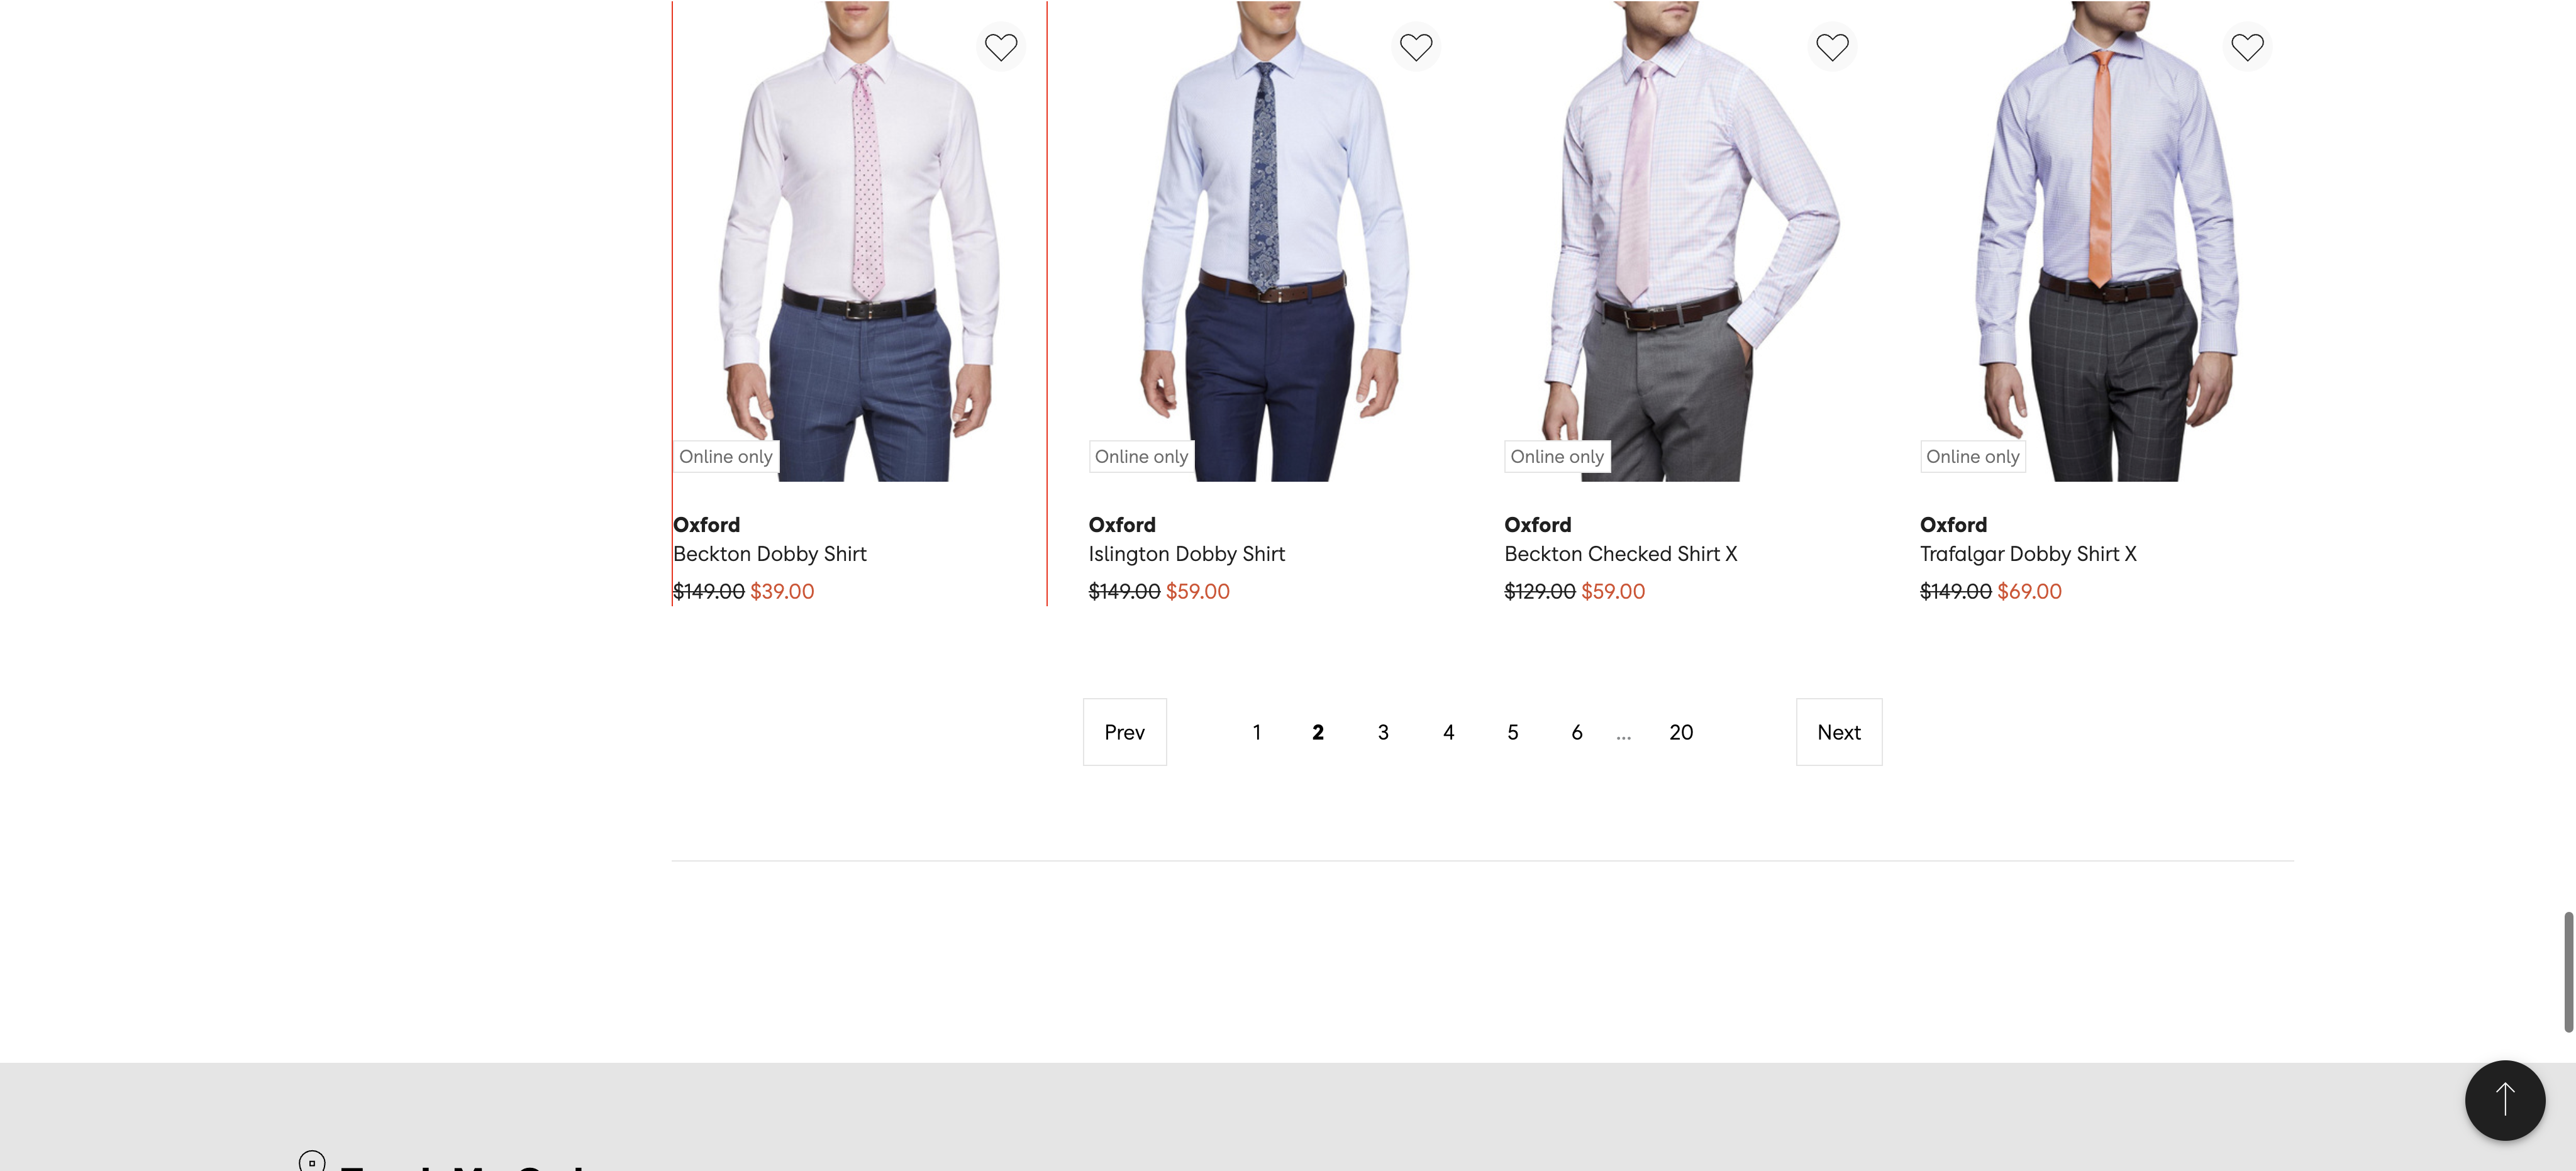 Online only
Online only
Online only
Online only
Oxford
Beckton Dobby Shirt
$149.00 $39.00
Oxford
Islington Dobby Shirt
$149.00 $59.00
Oxford
Beckton Checked Shirt X
$129.00 $59.00
Oxford
Trafalgar Dobby Shirt X
$149.00 $69.00
Prev 1 2 3 4 5 6 ... 20 Next